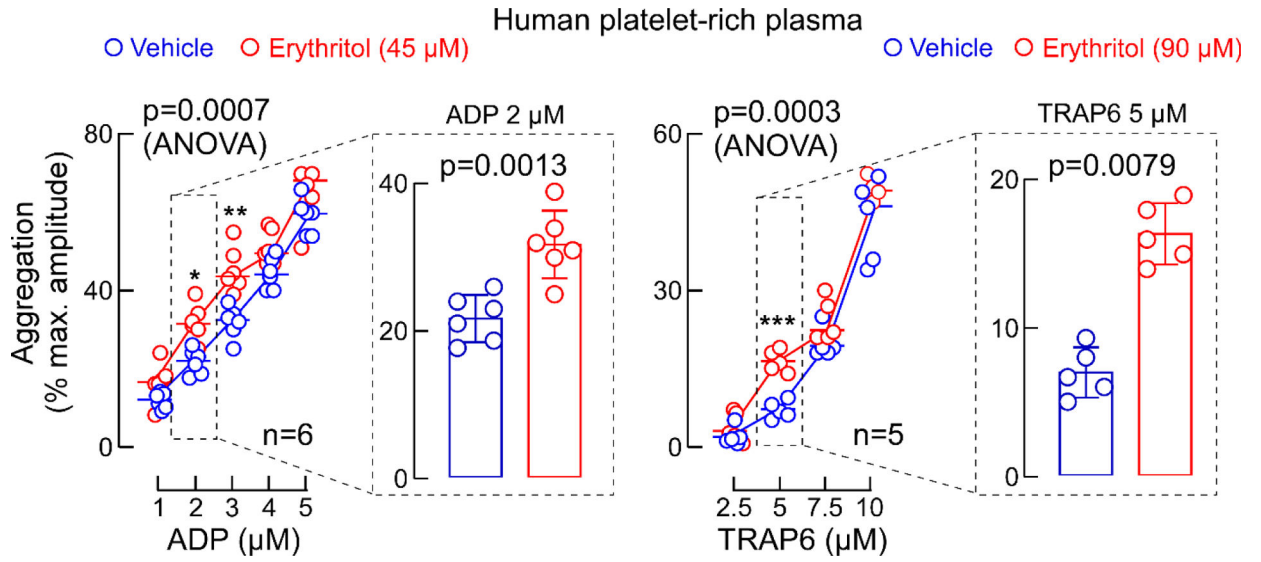 Human platelet-rich plasma
Vehicle Erythritol (45 µM)
Vehicle Erythritol (90 µM)
Aggregation
(% max. amplitude)
p=0.0007
(ANOVA)
80
40
0
*
**
n=6
1 2 3 4 5
ADP (µM)
ADP 2 µM
p=0.0013
40
20
0
p=0.0003
(ANOVA)
60
30
0
***
n=5
2.5 5 7.5 10
TRAP6 (µM)
TRAP6 5 µM
p=0.0079
20
10
0